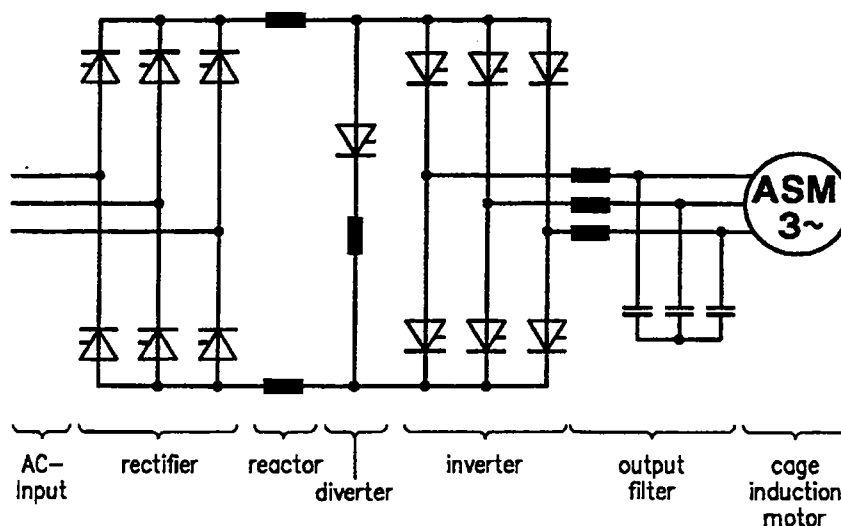 ASM
3~
AC-
Input
rectifier
reactor
diverter
inverter
output
filter
cage
induction
motor